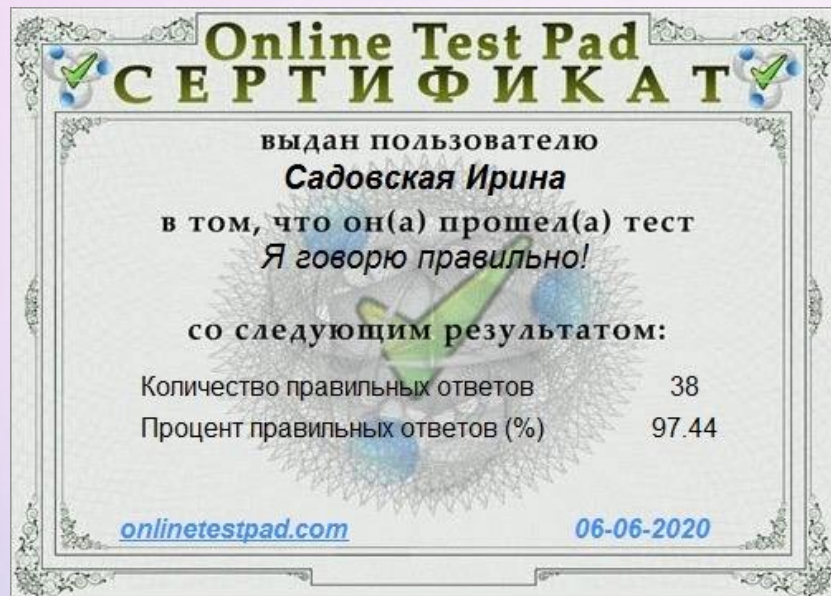 Online Test Pad
СЕРТИФИКАТ
выдан пользователю
Садовская Ирина
в том, что он(а) прошел(а) тест
Я говорю правильно!
со следующим результатом:
Количество правильных ответов 38
Процент правильных ответов (%) 97.44
onlinetestpad.com 06-06-2020